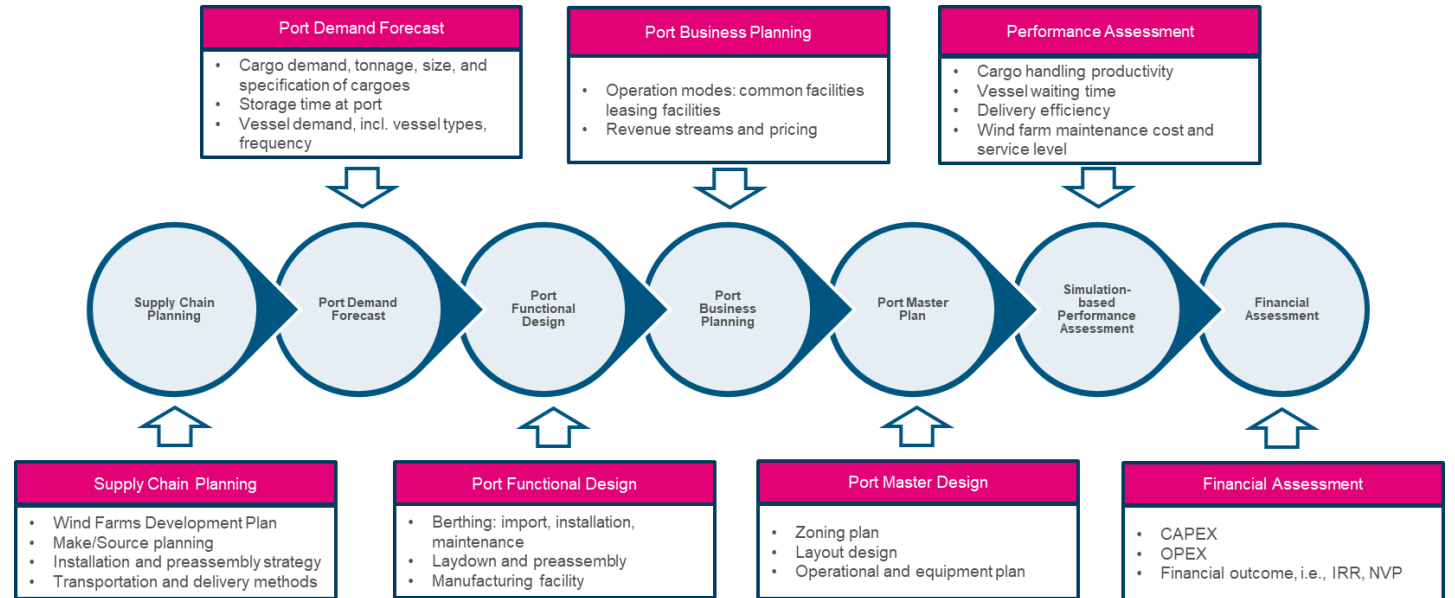 Port Demand Forecast
• Cargo demand, tonnage, size, and
specification of cargoes
• Storage time at port
• Vessel demand, incl. vessel types,
frequency
Port Business Planning
• Operation modes: common facilities
leasing facilities
• Revenue streams and pricing
Performance Assessment
• Cargo handling productivity
• Vessel waiting time
• Delivery efficiency
• Wind farm maintenance cost and
service level
Supply Chain
Planning
Port Demand
Forecast
Port
Functional
Design
Port
Business
Planning
Port Master
Plan
Simulation-
based
Performance
Assessment
Financial
Assessment
Supply Chain Planning
• Wind Farms Development Plan
• Make/Source planning
• Installation and preassembly strategy
• Transportation and delivery methods
Port Functional Design
• Berthing: import, installation,
maintenance
• Laydown and preassembly
• Manufacturing facility
Port Master Design
• Zoning plan
• Layout design
• Operational and equipment plan
Financial Assessment
• CAPEX
• OPEX
• Financial outcome, i.e., IRR, NVP